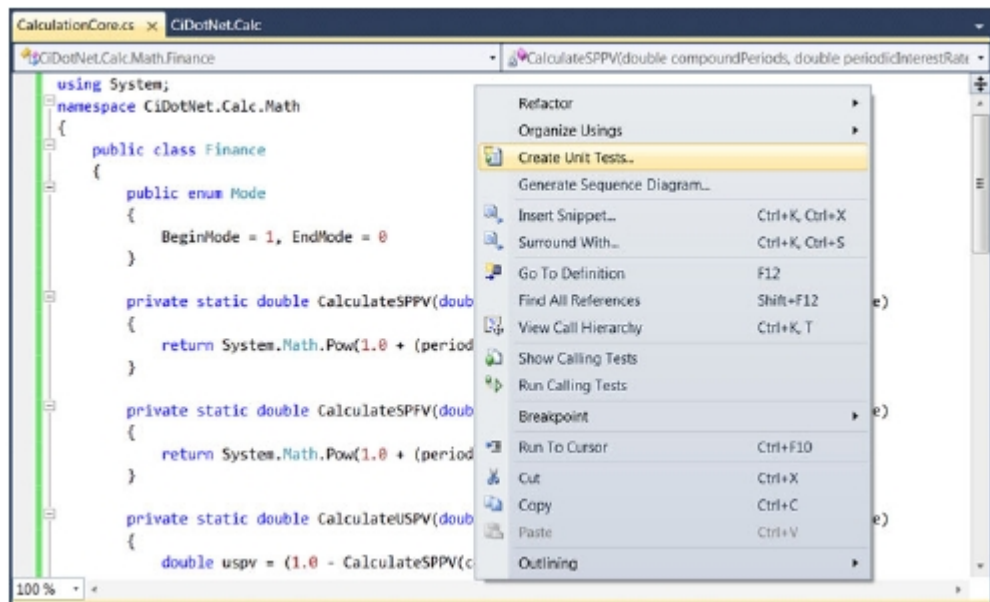 CalculationCore.cs CiDotNet.Calc
CiDotNet.Calc.Math.Finance CalculateSPPV(double compoundPeriods, double periodicInterestRate
using System;
namespace CiDotNet.Calc.Math
{
public class Finance
{
public enum Mode
{
BeginMode = 1, EndMode = 0
}
private static double CalculateSPPV(doub e)
{
return System.Math.Pow(1.0 + (period
}
private static double CalculateSPFV(doub e)
{
return System.Math.Pow(1.0 + (period
}
private static double CalculateUSPV(doub e)
{
double uspv = (1.0 - CalculateSPPV(c
100 %
Refactor
Organize Usings
Create Unit Tests...
Generate Sequence Diagram...
Insert Snippet... Ctrl+K, Ctrl+X
Surround With... Ctrl+K, Ctrl+S
Go To Definition F12
Find All References Shift+F12
View Call Hierarchy Ctrl+K, T
Show Calling Tests
Run Calling Tests
Breakpoint
Run To Cursor Ctrl+F10
Cut Ctrl+X
Copy Ctrl+C
Paste Ctrl+V
Outlining